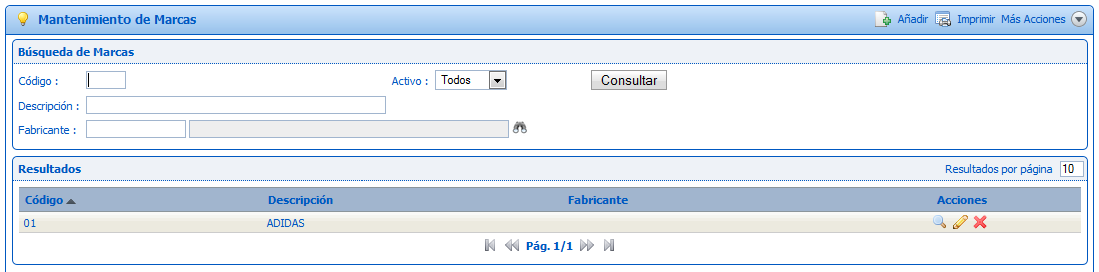 Mantenimiento de Marcas Añadir Imprimir Más Acciones
Búsqueda de Marcas
Código : Activo : Todos Consultar
Descripción :
Fabricante :
Resultados Resultados por página 10
Código Descripción Fabricante Acciones
01 ADIDAS
Pág. 1/1